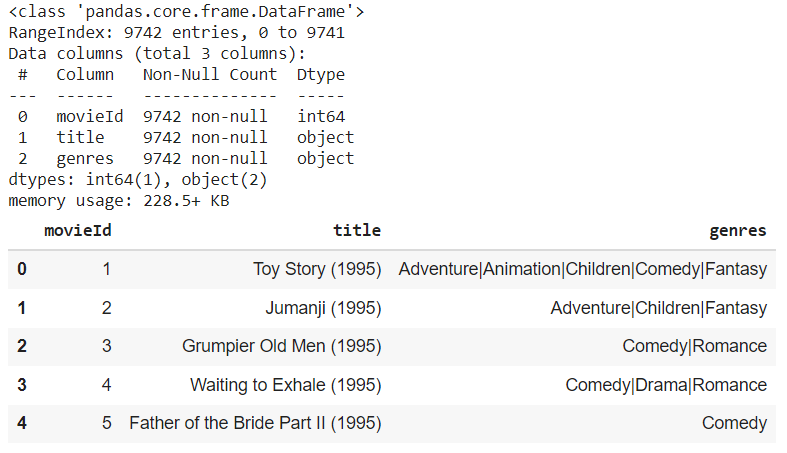 <class 'pandas.core.frame.DataFrame'>
RangeIndex: 9742 entries, 0 to 9741
Data columns (total 3 columns):
 #   Column   Non-Null Count  Dtype
---  ------   --------------  -----
 0   movieId  9742 non-null   int64
 1   title    9742 non-null   object
 2   genres   9742 non-null   object
dtypes: int64(1), object(2)
memory usage: 228.5+ KB
movieId title genres
0 1 Toy Story (1995) Adventure|Animation|Children|Comedy|Fantasy
1 2 Jumanji (1995) Adventure|Children|Fantasy
2 3 Grumpier Old Men (1995) Comedy|Romance
3 4 Waiting to Exhale (1995) Comedy|Drama|Romance
4 5 Father of the Bride Part II (1995) Comedy